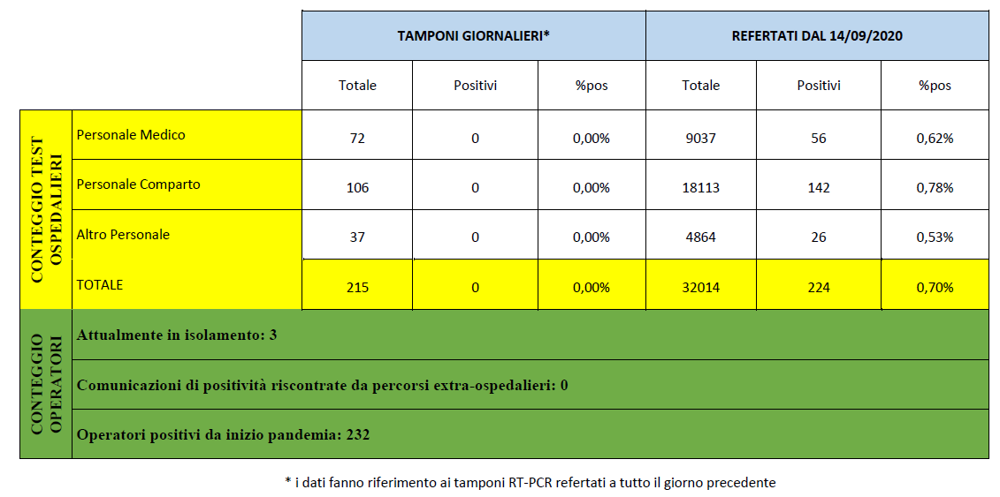 TAMPONI GIORNALIERI* REFERTATI DAL 14/09/2020
Totale Positivi %pos Totale Positivi %pos
CONTEGGIO TEST
OSPEDALIERI
Personale Medico 72 0 0,00% 9037 56 0,62%
Personale Comparto 106 0 0,00% 18113 142 0,78%
Altro Personale 37 0 0,00% 4864 26 0,53%
TOTALE 215 0 0,00% 32014 224 0,70%
CONTEGGIO
OPERATORI
Attualmente in isolamento: 3
Comunicazioni di positività riscontrate da percorsi extra-ospedalieri: 0
Operatori positivi da inizio pandemia: 232
* i dati fanno riferimento ai tamponi RT-PCR refertati a tutto il giorno precedente